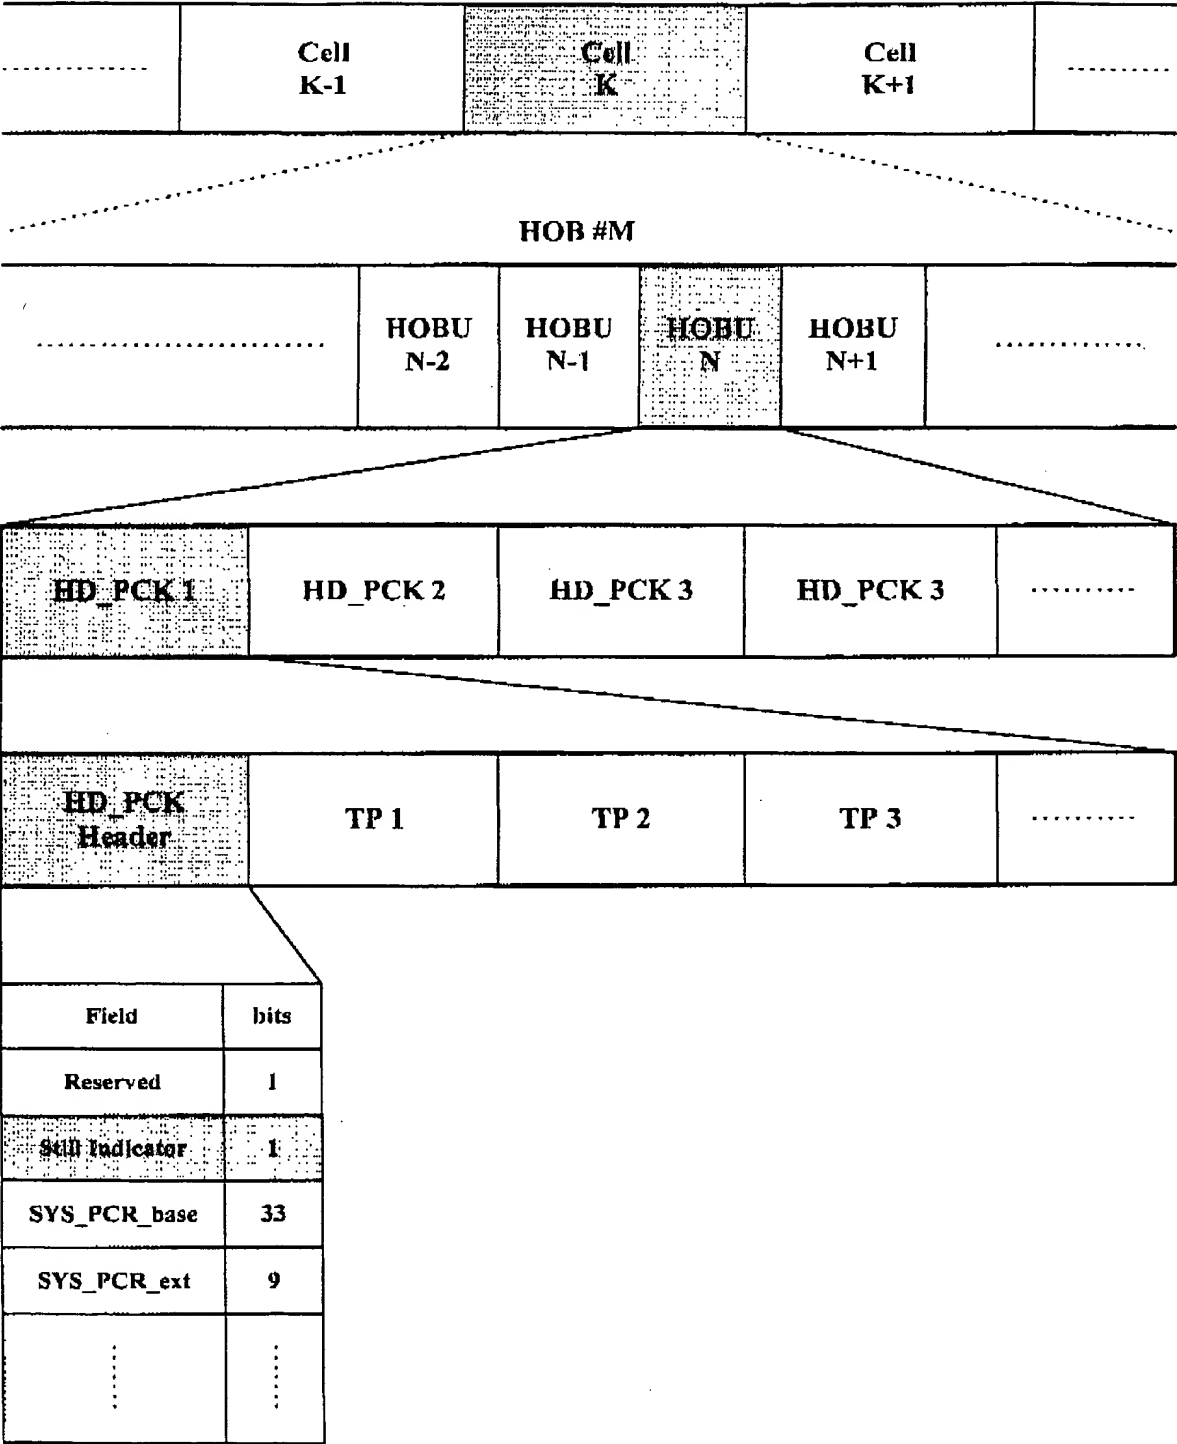 Cell Cell Cell
K-1 K K+1
HOB #M
HOBU HOBU HOBU HOBU
N-2 N-1 N N+1
HD_PCK 1 HD_PCK 2 HD_PCK 3 HD_PCK 3
HD_PCK
Header TP 1 TP 2 TP 3
Field bits
Reserved 1
Still Indicator 1
SYS_PCR_base 33
SYS_PCR_ext 9